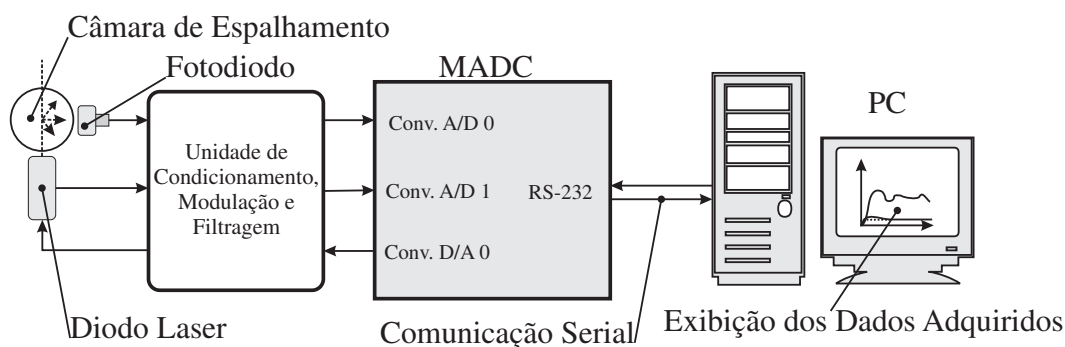 Câmara de Espalhamento
Fotodiodo
MADC
PC
Conv. A/D 0
Unidade de
Condicionamento,
Modulação e
Filtragem
Conv. A/D 1
RS-232
Conv. D/A 0
Diodo Laser
Comunicação Serial
Exibição dos Dados Adquiridos